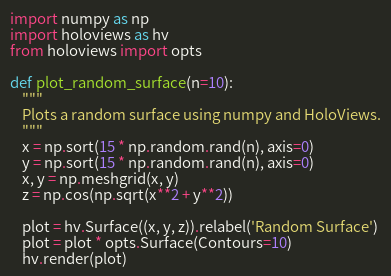 import numpy as np
import holoviews as hv
from holoviews import opts

def plot_random_surface(n=10):
    """
    Plots a random surface using numpy and HoloViews.
    """
    x = np.sort(15 * np.random.rand(n), axis=0)
    y = np.sort(15 * np.random.rand(n), axis=0)
    x, y = np.meshgrid(x, y)
    z = np.cos(np.sqrt(x**2 + y**2))

    plot = hv.Surface((x, y, z)).relabel('Random Surface')
    plot = plot * opts.Surface(Contours=10)
    hv.render(plot)